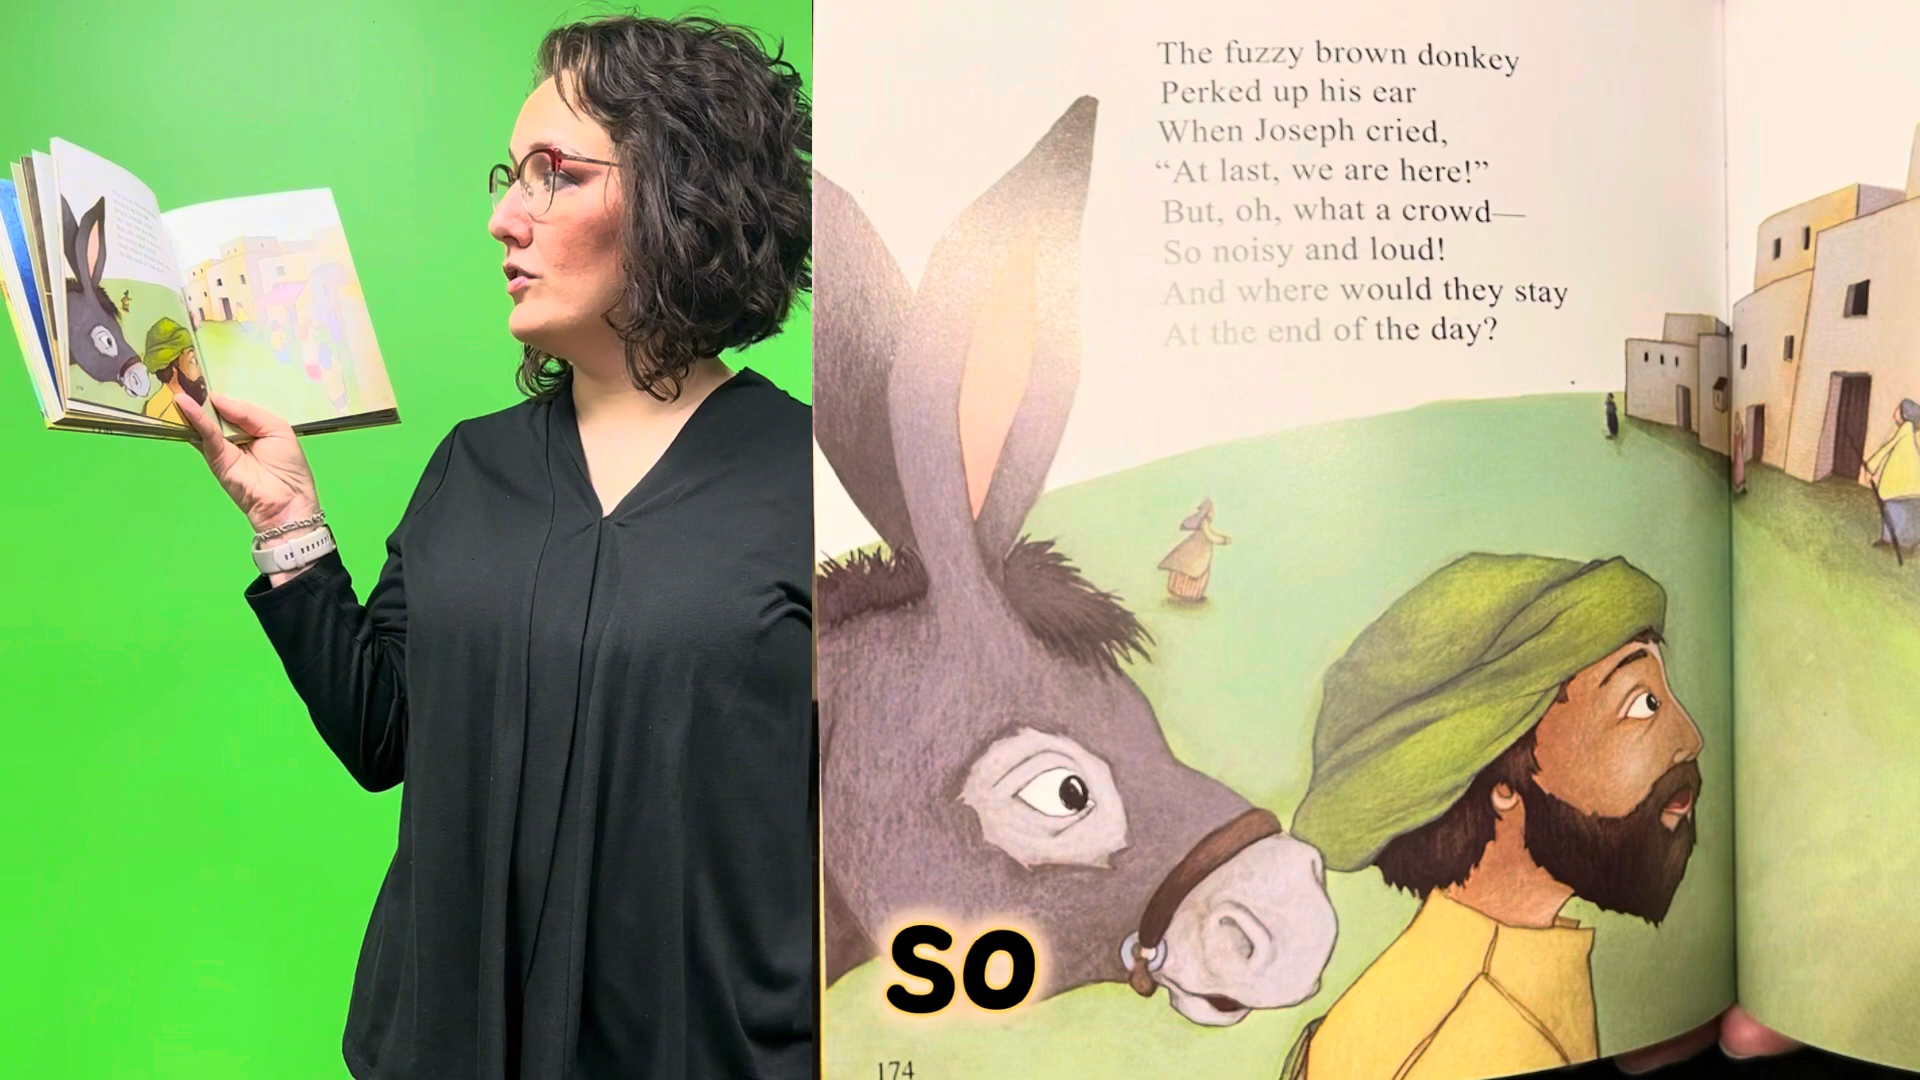 The fuzzy brown donkey
Perked up his ear
When Joseph cried,
“At last, we are here!”
But, oh, what a crowd—
So noisy and loud!
And where would they stay
At the end of the day?
so
174